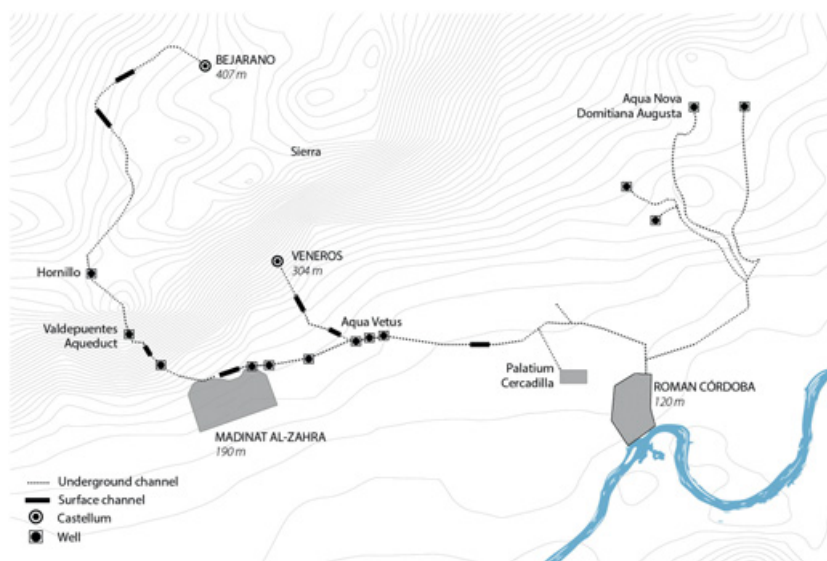 BEJARANO
407 m
Aqua Nova
Domitiana Augusta
Sierra
VENEROS
304 m
Hornillo
Valdepuentes
Aqueduct
Aqua Vetus
Palatium
Cercadilla
ROMAN CÓRDOBA
120 m
MADINAT AL-ZAHRA
190 m
Underground channel
Surface channel
Castellum
Well